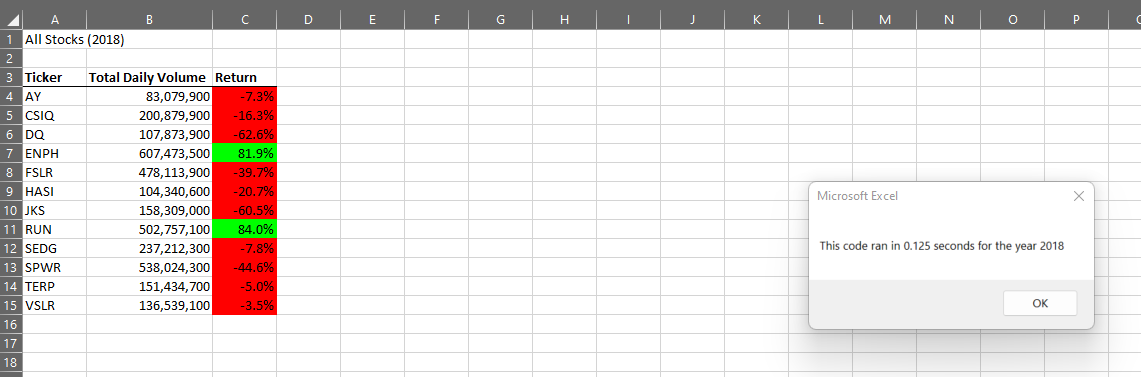 A B C D E F G H I J K L M N O P
1 All Stocks (2018)
2
3 Ticker Total Daily Volume Return
4 AY 83,079,900 -7.3%
5 CSIQ 200,879,900 -16.3%
6 DQ 107,873,900 -62.6%
7 ENPH 607,473,500 81.9%
8 FSLR 478,113,900 -39.7%
9 HASI 104,340,600 -20.7%
10 JKS 158,309,000 -60.5%
11 RUN 502,757,100 84.0%
12 SEDG 237,212,300 -7.8%
13 SPWR 538,024,300 -44.6%
14 TERP 151,434,700 -5.0%
15 VSLR 136,539,100 -3.5%
16
17
18
Microsoft Excel
This code ran in 0.125 seconds for the year 2018
OK